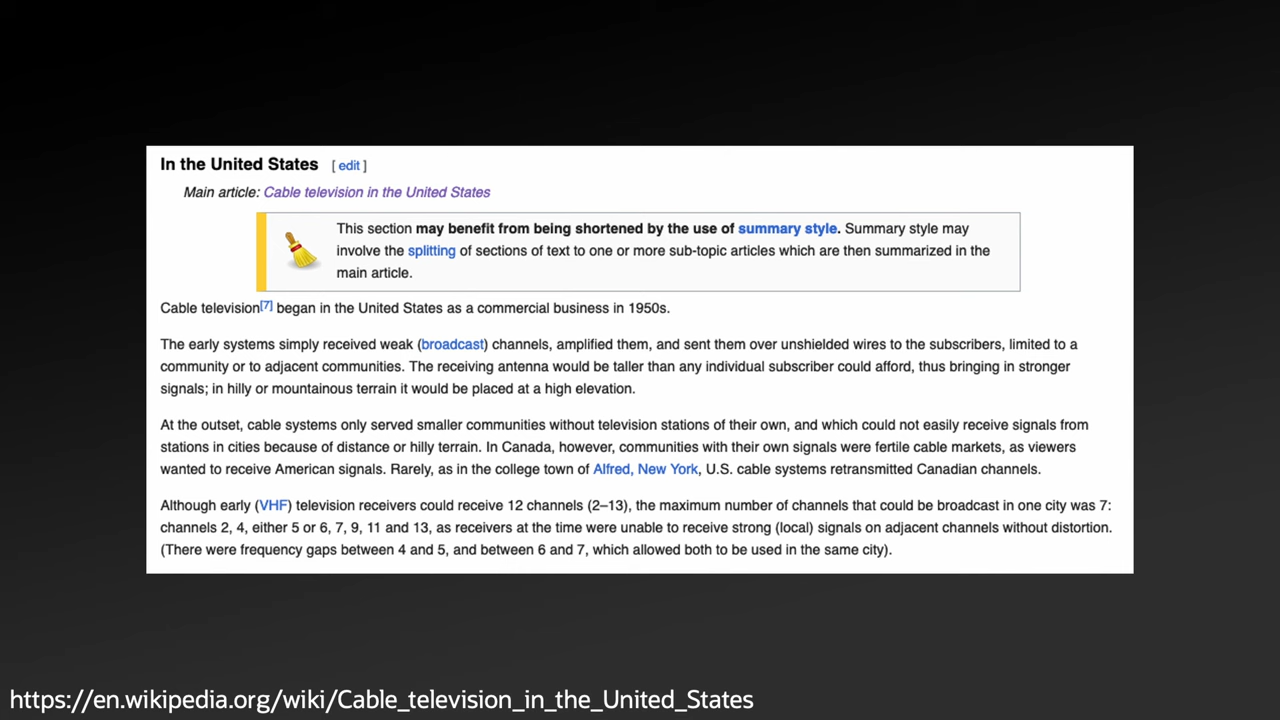 In the United States [ edit ]
Main article: Cable television in the United States
This section may benefit from being shortened by the use of summary style. Summary style may
involve the splitting of sections of text to one or more sub-topic articles which are then summarized in the
main article.
Cable television[7] began in the United States as a commercial business in 1950s.
The early systems simply received weak (broadcast) channels, amplified them, and sent them over unshielded wires to the subscribers, limited to a
community or to adjacent communities. The receiving antenna would be taller than any individual subscriber could afford, thus bringing in stronger
signals; in hilly or mountainous terrain it would be placed at a high elevation.
At the outset, cable systems only served smaller communities without television stations of their own, and which could not easily receive signals from
stations in cities because of distance or hilly terrain. In Canada, however, communities with their own signals were fertile cable markets, as viewers
wanted to receive American signals. Rarely, as in the college town of Alfred, New York, U.S. cable systems retransmitted Canadian channels.
Although early (VHF) television receivers could receive 12 channels (2–13), the maximum number of channels that could be broadcast in one city was 7:
channels 2, 4, either 5 or 6, 7, 9, 11 and 13, as receivers at the time were unable to receive strong (local) signals on adjacent channels without distortion.
(There were frequency gaps between 4 and 5, and between 6 and 7, which allowed both to be used in the same city).
https://en.wikipedia.org/wiki/Cable_television_in_the_United_States